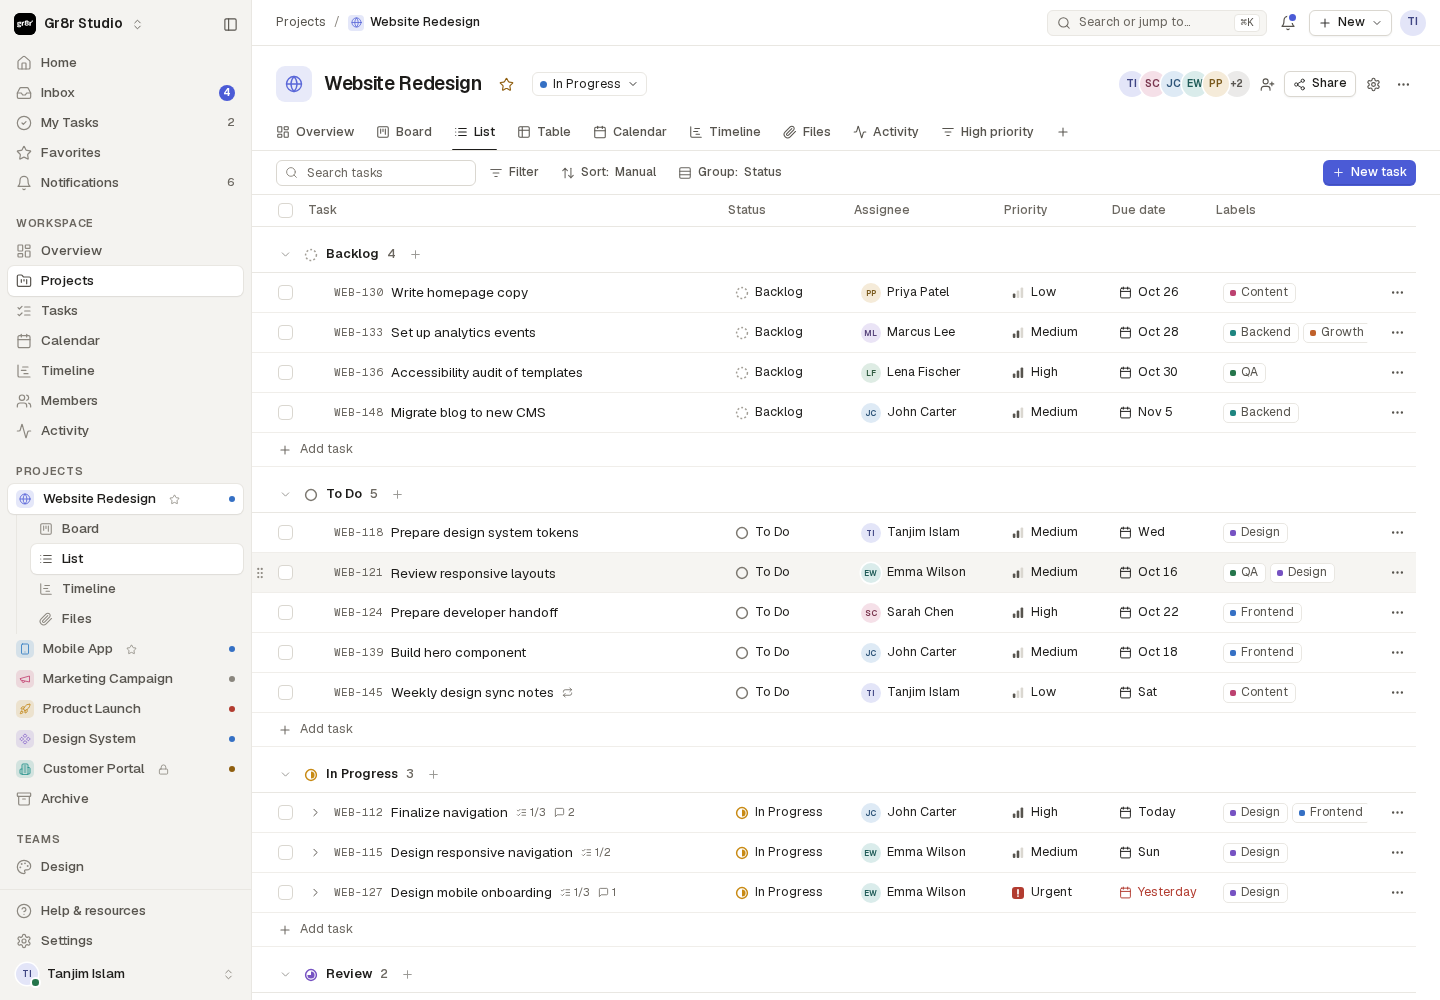 gr8r Gr8r Studio
Home
Inbox 4
My Tasks 2
Favorites
Notifications 6
WORKSPACE
Overview
Projects
Tasks
Calendar
Timeline
Members
Activity
PROJECTS
Website Redesign
Board
List
Timeline
Files
Mobile App
Marketing Campaign
Product Launch
Design System
Customer Portal
Archive
TEAMS
Design
Help & resources
Settings
TI Tanjim Islam
Projects / Website Redesign
Search or jump to... ⌘K
New
TI
Website Redesign
In Progress
TI SC JC EW PP +2
Share
Overview Board List Table Calendar Timeline Files Activity High priority
Search tasks Filter Sort: Manual Group: Status
New task
Task Status Assignee Priority Due date Labels
Backlog 4
WEB-130 Write homepage copy Backlog PP Priya Patel Low Oct 26 Content
WEB-133 Set up analytics events Backlog ML Marcus Lee Medium Oct 28 Backend Growth
WEB-136 Accessibility audit of templates Backlog LF Lena Fischer High Oct 30 QA
WEB-148 Migrate blog to new CMS Backlog JC John Carter Medium Nov 5 Backend
Add task
To Do 5
WEB-118 Prepare design system tokens To Do TI Tanjim Islam Medium Wed Design
WEB-121 Review responsive layouts To Do EW Emma Wilson Medium Oct 16 QA Design
WEB-124 Prepare developer handoff To Do SC Sarah Chen High Oct 22 Frontend
WEB-139 Build hero component To Do JC John Carter Medium Oct 18 Frontend
WEB-145 Weekly design sync notes To Do TI Tanjim Islam Low Sat Content
Add task
In Progress 3
WEB-112 Finalize navigation 1/3 2 In Progress JC John Carter High Today Design Frontend
WEB-115 Design responsive navigation 1/2 In Progress EW Emma Wilson Medium Sun Design
WEB-127 Design mobile onboarding 1/3 1 In Progress EW Emma Wilson Urgent Yesterday Design
Add task
Review 2